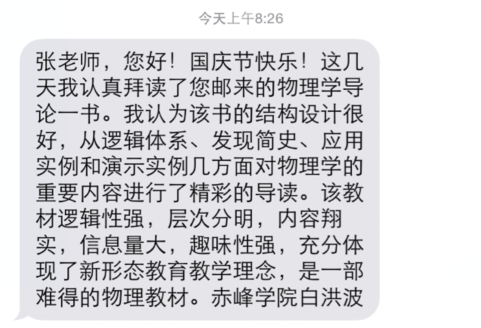 今天上午8:26
张老师，您好！国庆节快乐！这几
天我认真拜读了您邮来的物理学导
论一书。我认为该书的结构设计很
好，从逻辑体系、发现简史、应用
实例和演示实例几方面对物理学的
重要内容进行了精彩的导读。该教
材逻辑性强，层次分明，内容翔
实，信息量大，趣味性强，充分体
现了新形态教育教学理念，是一部
难得的物理教材。赤峰学院白洪波